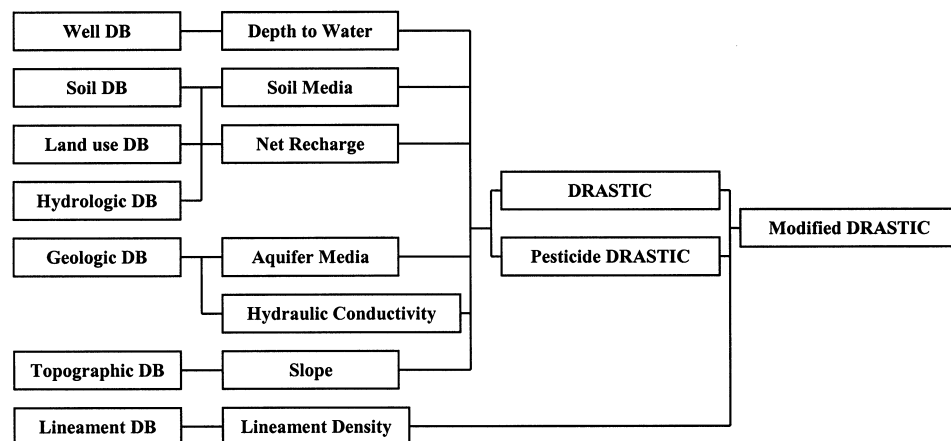 Well DB
Depth to Water
Soil DB
Soil Media
Land use DB
Net Recharge
Hydrologic DB
DRASTIC
Modified DRASTIC
Geologic DB
Aquifer Media
Pesticide DRASTIC
Hydraulic Conductivity
Topographic DB
Slope
Lineament DB
Lineament Density